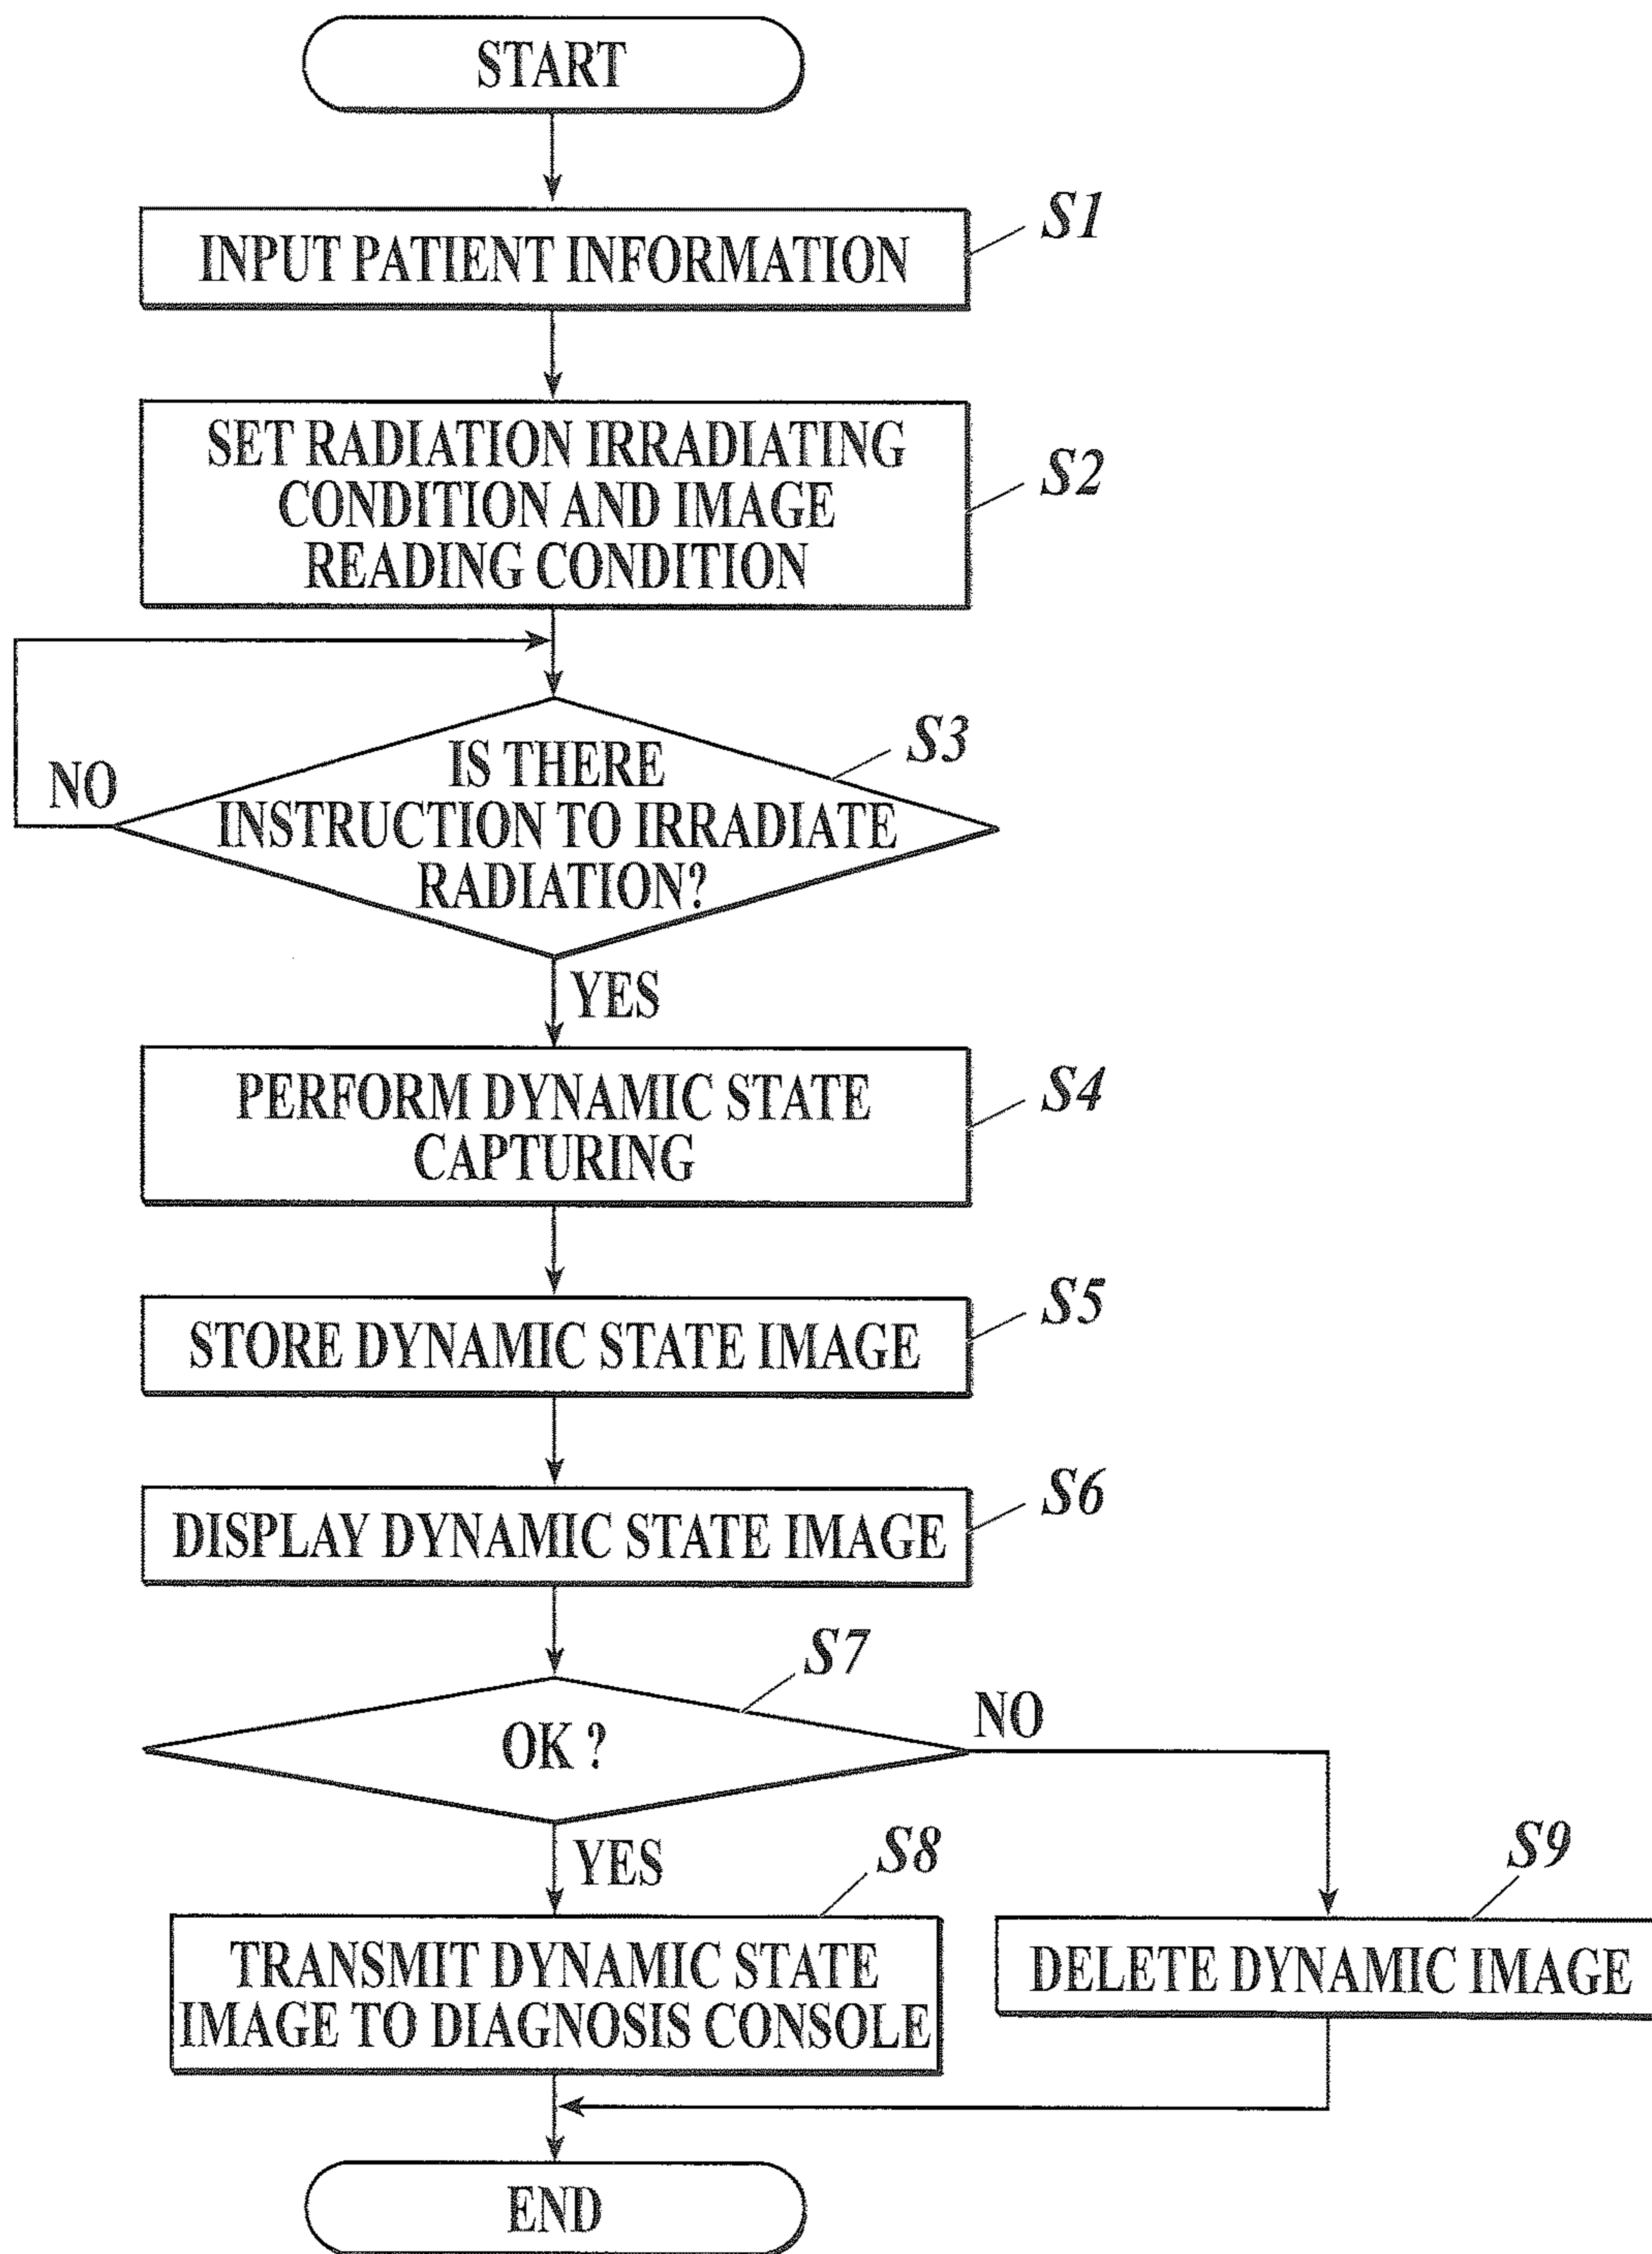 START
S1
INPUT PATIENT INFORMATION
SET RADIATION IRRADIATING
CONDITION AND IMAGE
READING CONDITION
S2
S3
IS THERE
INSTRUCTION TO IRRADIATE
RADIATION?
NO
YES
PERFORM DYNAMIC STATE
CAPTURING
S4
S5
STORE DYNAMIC STATE IMAGE
S6
DISPLAY DYNAMIC STATE IMAGE
S7
OK ?
NO
YES
S8
S9
TRANSMIT DYNAMIC STATE
IMAGE TO DIAGNOSIS CONSOLE
DELETE DYNAMIC IMAGE
END